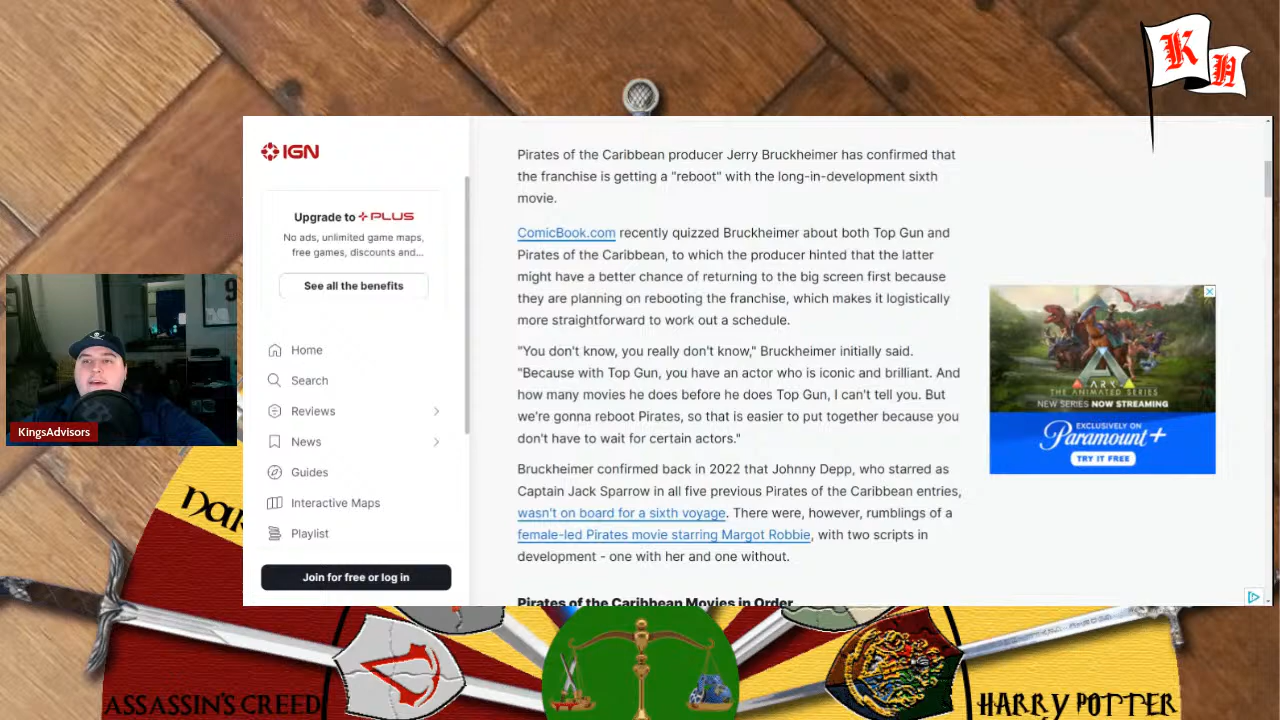 K H
IGN
Upgrade to PLUS
No ads, unlimited game maps,
free games, discounts and...
See all the benefits
Home
Search
Reviews
News
Guides
Interactive Maps
Playlist
Join for free or log in
Pirates of the Caribbean producer Jerry Bruckheimer has confirmed that
the franchise is getting a "reboot" with the long-in-development sixth
movie.
ComicBook.com recently quizzed Bruckheimer about both Top Gun and
Pirates of the Caribbean, to which the producer hinted that the latter
might have a better chance of returning to the big screen first because
they are planning on rebooting the franchise, which makes it logistically
more straightforward to work out a schedule.
"You don't know, you really don't know," Bruckheimer initially said.
"Because with Top Gun, you have an actor who is iconic and brilliant. And
how many movies he does before he does Top Gun, I can't tell you. But
we're gonna reboot Pirates, so that is easier to put together because you
don't have to wait for certain actors."
Bruckheimer confirmed back in 2022 that Johnny Depp, who starred as
Captain Jack Sparrow in all five previous Pirates of the Caribbean entries,
wasn't on board for a sixth voyage. There were, however, rumblings of a
female-led Pirates movie starring Margot Robbie, with two scripts in
development - one with her and one without.
Pirates of the Caribbean Movies in Order
ARK
THE ANIMATED SERIES
NEW SERIES NOW STREAMING
EXCLUSIVELY ON
Paramount+
TRY IT FREE
KingsAdvisors
ASSASSIN'S CREED
HARRY POTTER